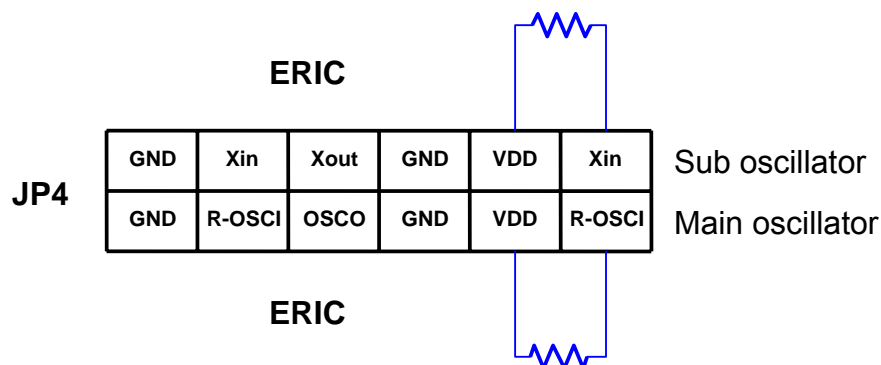 ERIC
GND Xin Xout GND VDD Xin Sub oscillator
JP4
GND R-OSCI OSCO GND VDD R-OSCI Main oscillator
ERIC